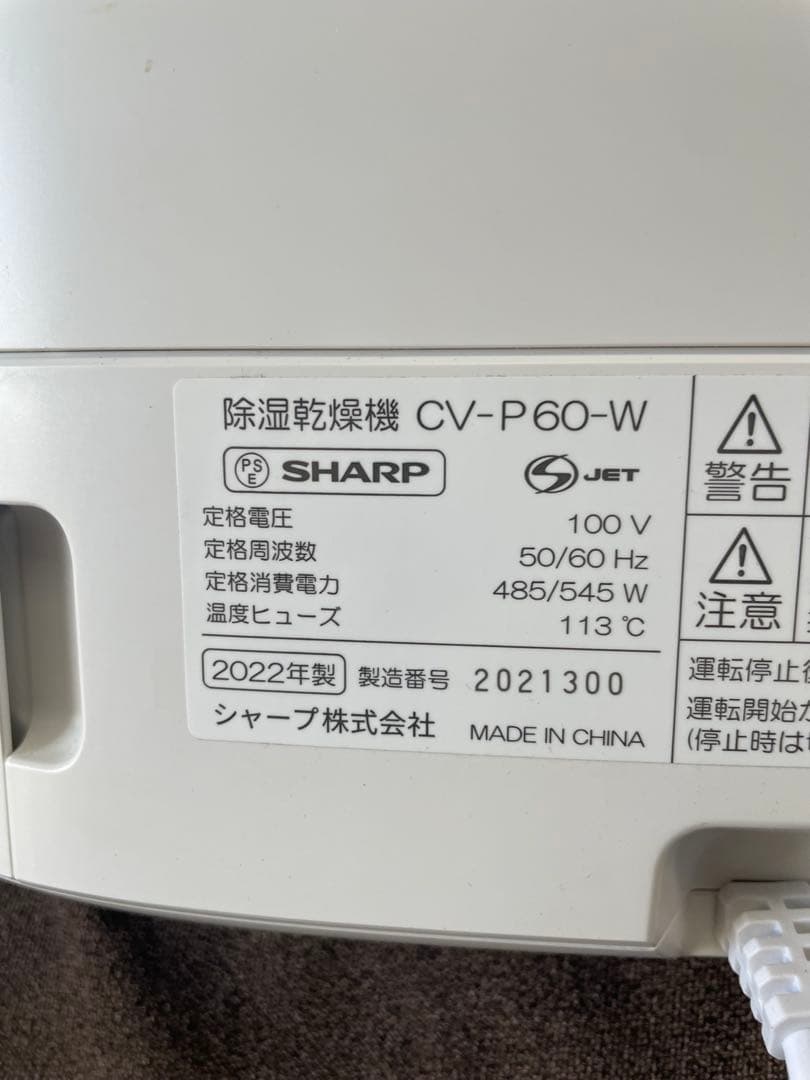 除湿乾燥機 CV-P60-W
PSE SHARP S JET
定格電圧 100 V
定格周波数 50/60 Hz
定格消費電力 485/545 W
温度ヒューズ 113 ℃
2022年製 製造番号 2021300
シャープ株式会社 MADE IN CHINA
警告
注意
運転停止
運転開始
(停止時は